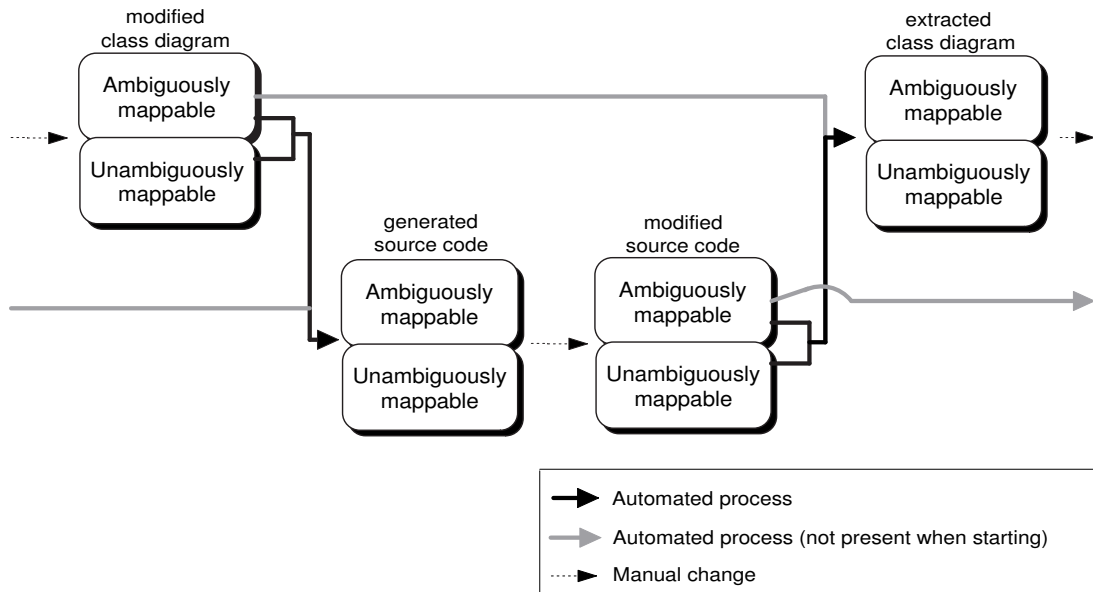 modified
class diagram
Ambiguously
mappable
Unambiguously
mappable
extracted
class diagram
Ambiguously
mappable
Unambiguously
mappable
generated
source code
Ambiguously
mappable
Unambiguously
mappable
modified
source code
Ambiguously
mappable
Unambiguously
mappable
Automated process
Automated process (not present when starting)
Manual change